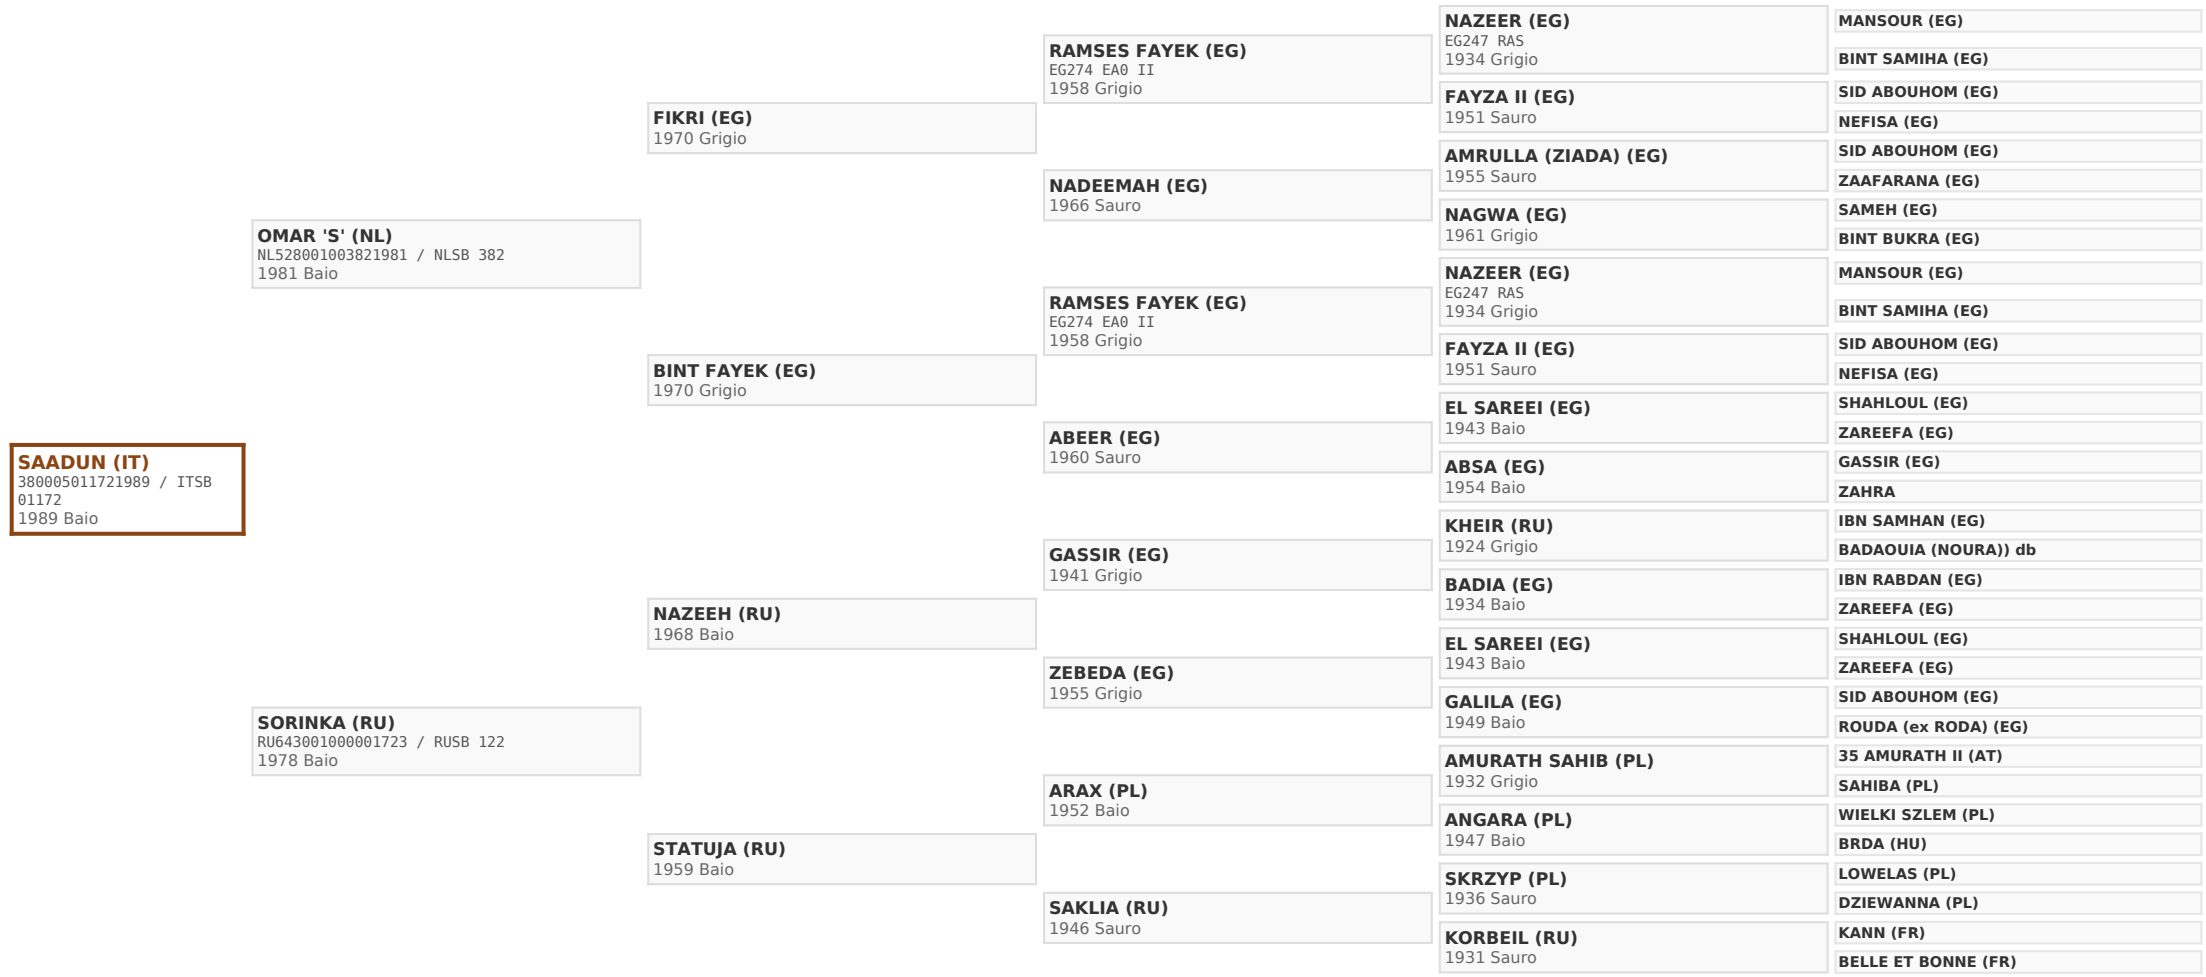 SAADUN (IT)
380005011721989 / ITSB
01172
1989 Baio
OMAR 'S' (NL)
NL528001003821981 / NLSB 382
1981 Baio
SORINKA (RU)
RU643001000001723 / RUSB 122
1978 Baio
FIKRI (EG)
1970 Grigio
BINT FAYEK (EG)
1970 Grigio
NAZEEH (RU)
1968 Baio
STATUJA (RU)
1959 Baio
RAMSES FAYEK (EG)
EG274 EAO II
1958 Grigio
NADEEMAH (EG)
1966 Sauro
RAMSES FAYEK (EG)
EG274 EAO II
1958 Grigio
ABEER (EG)
1960 Sauro
GASSIR (EG)
1941 Grigio
ZEBEDA (EG)
1955 Grigio
ARAX (PL)
1952 Baio
SAKLIA (RU)
1946 Sauro
NAZEER (EG)
EG247 RAS
1934 Grigio
FAYZA II (EG)
1951 Sauro
AMRULLA (ZIADA) (EG)
1955 Sauro
NAGWA (EG)
1961 Grigio
NAZEER (EG)
EG247 RAS
1934 Grigio
FAYZA II (EG)
1951 Sauro
EL SAREEI (EG)
1943 Baio
ABSA (EG)
1954 Baio
KHEIR (RU)
1924 Grigio
BADIA (EG)
1934 Baio
EL SAREEI (EG)
1943 Baio
GALILA (EG)
1949 Baio
AMURATH SAHIB (PL)
1932 Grigio
ANGARA (PL)
1947 Baio
SKRZYP (PL)
1936 Sauro
KORBEIL (RU)
1931 Sauro
MANSOUR (EG)
BINT SAMIHA (EG)
SID ABOUHOM (EG)
NEFISA (EG)
SID ABOUHOM (EG)
ZAAFARANA (EG)
SAMEH (EG)
BINT BUKRA (EG)
MANSOUR (EG)
BINT SAMIHA (EG)
SID ABOUHOM (EG)
NEFISA (EG)
SHAHLOUL (EG)
ZAREEFA (EG)
GASSIR (EG)
ZAHRA
IBN SAMHAN (EG)
BADAOUIA (NOURA)) db
IBN RABDAN (EG)
ZAREEFA (EG)
SHAHLOUL (EG)
ZAREEFA (EG)
SID ABOUHOM (EG)
ROUDA (ex RODA) (EG)
35 AMURATH II (AT)
SAHIBA (PL)
WIELKI SZLEM (PL)
BRDA (HU)
LOWELAS (PL)
DZIEWANNA (PL)
KANN (FR)
BELLE ET BONNE (FR)